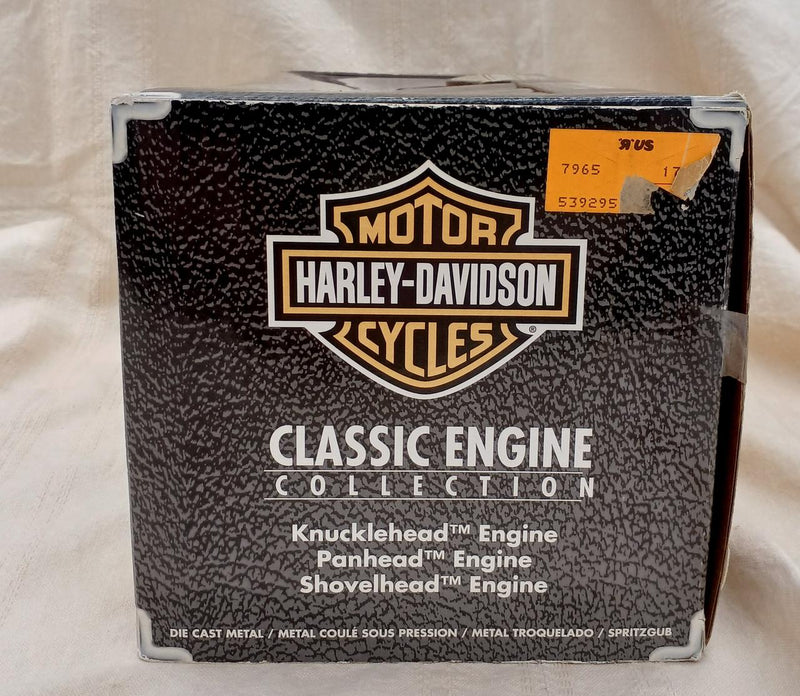 "R"US
7965 17
539295
MOTOR
HARLEY-DAVIDSON
CYCLES ®
CLASSIC ENGINE
COLLECTION
Knucklehead™ Engine
Panhead™ Engine
Shovelhead™ Engine
DIE CAST METAL / METAL COULÉ SOUS PRESSION / METAL TROQUELADO / SPRITZGUB